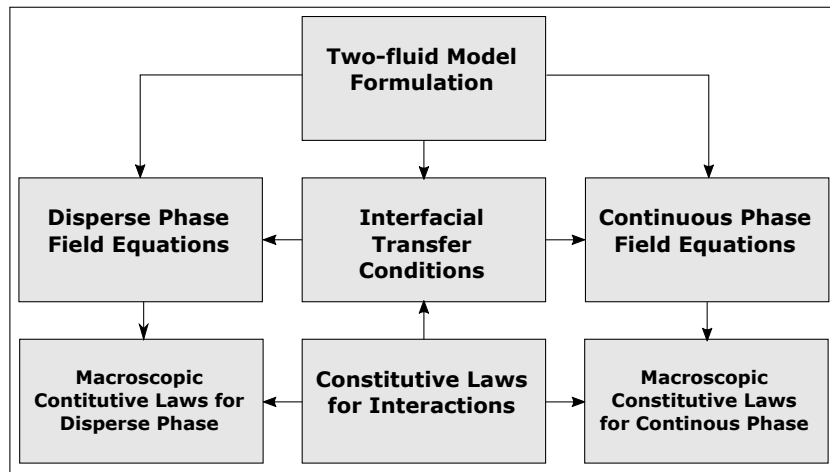 Two-fluid Model
Formulation
Disperse Phase
Field Equations
Interfacial
Transfer
Conditions
Continuous Phase
Field Equations
Macroscopic
Contitutive Laws for
Disperse Phase
Constitutive Laws
for Interactions
Macroscopic
Constitutive Laws
for Continous Phase